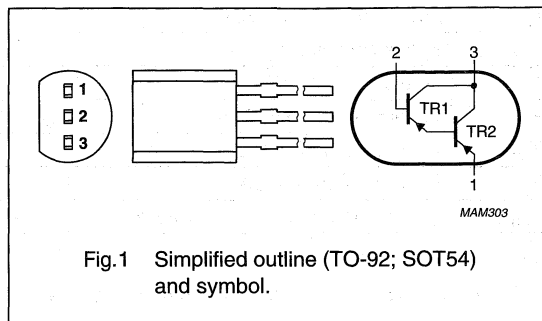 2 3
1
2
3
TR1
TR2
1
MAM303
Fig.1 Simplified outline (TO-92; SOT54)
and symbol.